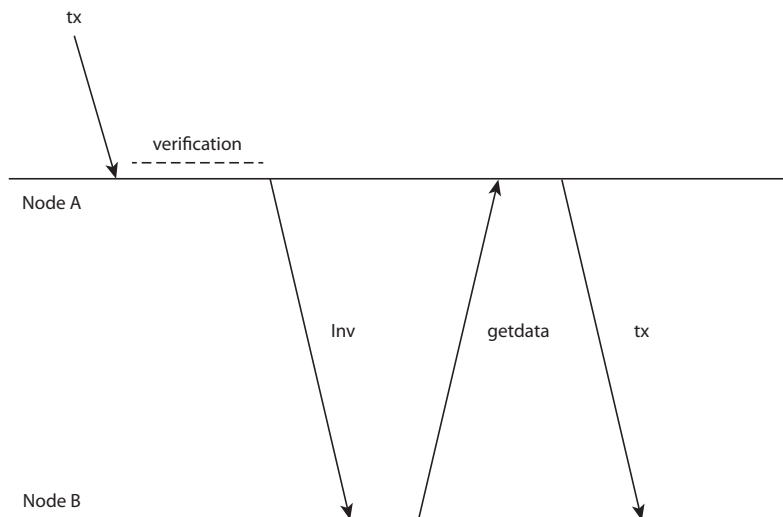 tx
verification
Node A
Inv
getdata
tx
Node B